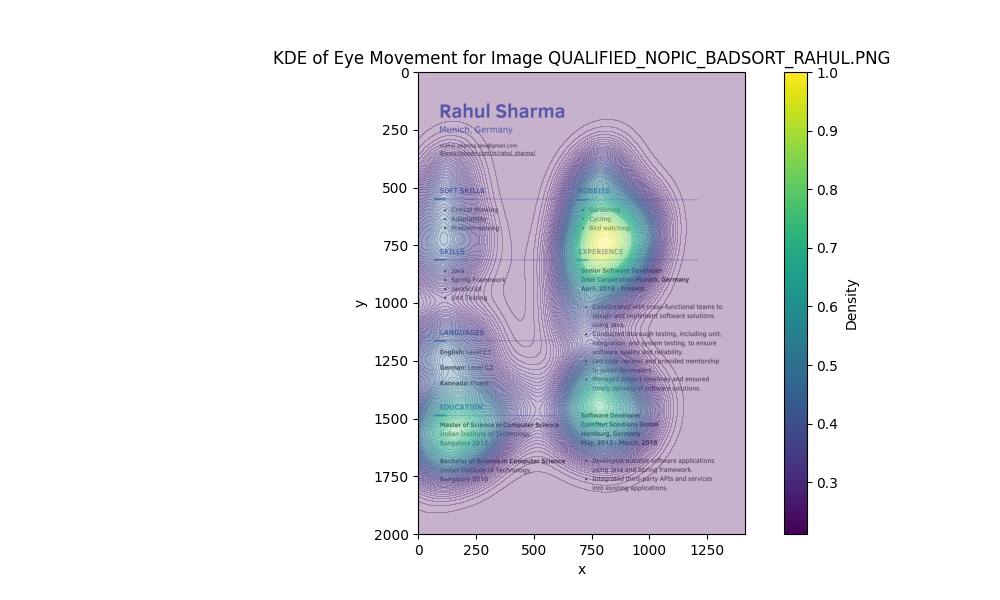 KDE of Eye Movement for Image QUALIFIED_NOPIC_BADSORT_RAHUL.PNG
0
250
500
750
1000
1250
1500
1750
2000
y
0 250 500 750 1000 1250
x
Rahul Sharma
Munich, Germany
/in/rahul_sharma/
SOFT SKILLS
Critical thinking
Adaptability
Problem-solving
SKILLS
Java
Spring Framework
JavaScript
Unit Testing
LANGUAGES
English: Level C1
German: Level C2
Kannada: Fluent
EDUCATION
Master of Science in Computer Science
Indian Institute of Technology,
Bangalore 2010
Bachelor of Science in Computer Science
Indian Institute of Technology,
Bangalore 2010
HOBBIES
Gardening
Cycling
Bird watching
EXPERIENCE
Senior Software Developer
Intel Corporation Munich, Germany
April, 2018 - Present
Collaborated with cross-functional teams to
design and implement software solutions
using Java.
Conducted thorough testing, including unit,
integration, and system testing, to ensure
software quality and reliability.
Led code reviews and provided mentorship
to junior developers.
Managed project timelines and ensured
timely delivery of software solutions.
Software Developer
ComfNet Solutions GmbH
Hamburg, Germany
May, 2012 - March, 2018
Developed scalable software applications
using Java and Spring framework.
Integrated third-party APIs and services
into existing applications.
1.0
0.9
0.8
0.7
0.6
0.5
0.4
0.3
Density